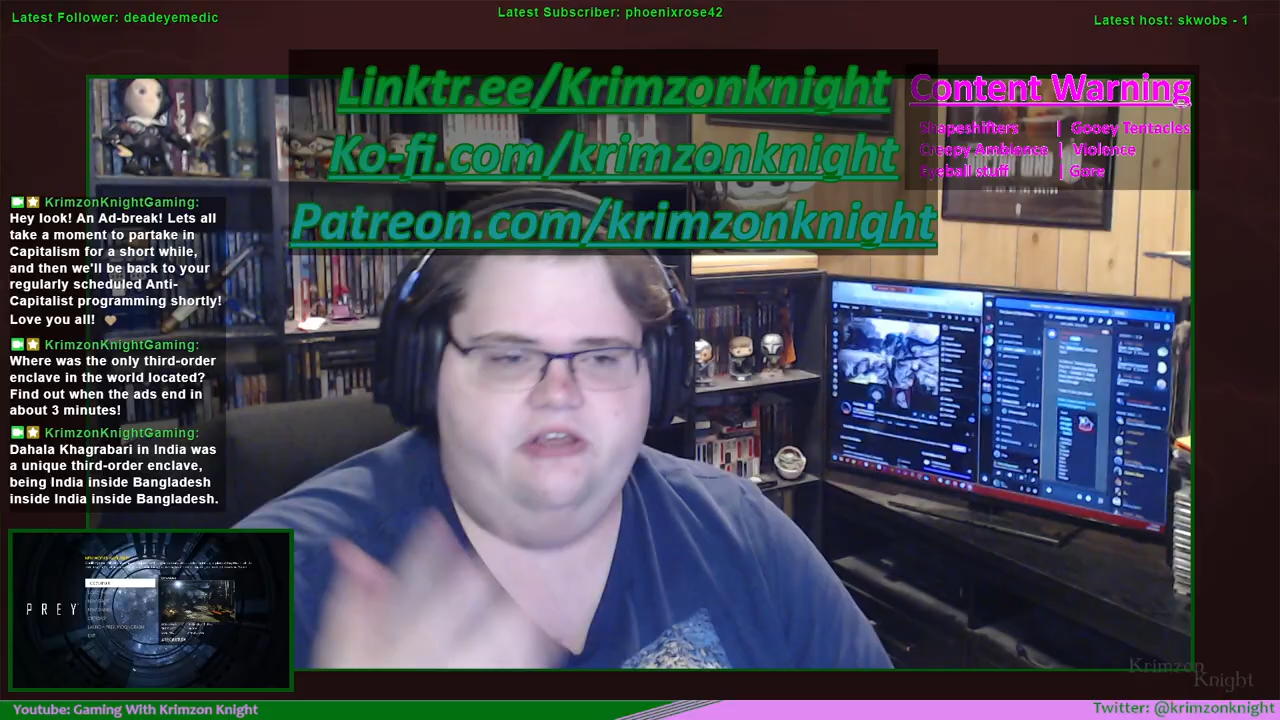 Latest Follower: deadeyemedic
Latest Subscriber: phoenixrose42
Latest host: skwobs - 1
Linktr.ee/Krimzonknight
Ko-fi.com/krimzonknight
Patreon.com/krimzonknight
Content Warning
Shapeshifters | Gooey Tentacles
Creepy Ambience | Violence
Eyeball stuff | Gore
KrimzonKnightGaming:
Hey look! An Ad-break! Lets all
take a moment to partake in
Capitalism for a short while,
and then we'll be back to your
regularly scheduled Anti-
Capitalist programming shortly!
Love you all!
KrimzonKnightGaming:
Where was the only third-order
enclave in the world located?
Find out when the ads end in
about 3 minutes!
KrimzonKnightGaming:
Dahala Khagrabari in India was
a unique third-order enclave,
being India inside Bangladesh
inside India inside Bangladesh.
PREY
Krimzon
Knight
Youtube: Gaming With Krimzon Knight
Twitter: @krimzonknight